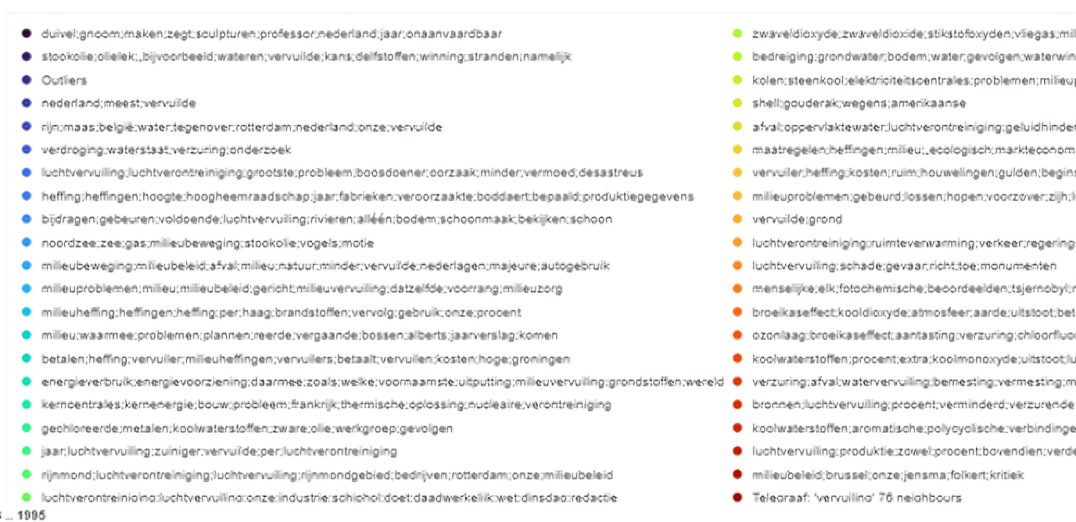 duivel;gnoom;maken;zegt;sculpturen;professor;nederland;jaar;onaanvaardbaar
stookolie;olielek;,bijvoorbeeld;wateren;vervuilde;kans;delfstoffen;winning;stranden;namelijk
Outliers
nederland;meest;vervuilde
rijn;maas;belgië;water;tegenover;rotterdam;nederland;onze;vervuilde
verdroging;waterstaat;verzuring;onderzoek
luchtvervuiling;luchtverontreiniging;grootste;probleem;boosdoener;oorzaak;minder;vermoed;desastreus
heffing;heffingen;hoogte;hoogheemraadschap;jaar;fabrieken;veroorzaakte;boddaert;bepaald;produktiegegevens
bijdragen;gebeuren;voldoende;luchtvervuiling;rivieren;alléén;bodem;schoonmaak;bekijken;schoon
noordzee;zee;gas;milieubeweging;stookolie;vogels;motie
milieubeweging;milieubeleid;afval;milieu;natuur;minder;vervuilde;nederlagen;majeure;autogebruik
milieuproblemen;milieu;milieubeleid;gericht;milieuvervuiling;datzelfde;voorrang;milieuzorg
milieuheffing;heffingen;heffing;per;haag;brandstoffen;vervolg;gebruik;onze;procent
milieu;waarmee;problemen;plannen;reerde;vergaande;bossen;alberts;jaarverslag;komen
betalen;heffing;vervuiler;milieuheffingen;vervuilers;betaalt;vervuilen;kosten;hoge;groningen
energieverbruik;energievoorziening;daarmee;zoals;welke;voornaamste;uitputting;milieuvervuiling;grondstoffen;wereld
kerncentrales;kernenergie;bouw;probleem;frankrijk;thermische;oplossing;nucleaire;verontreiniging
gechloreerde;metalen;koolwaterstoffen;zware;olie;werkgroep;gevolgen
jaar;luchtvervuiling;zuiniger;vervuilde;per;luchtverontreiniging
rijnmond;luchtverontreiniging;luchtvervuiling;rijnmondgebied;bedrijven;rotterdam;onze;milieubeleid
luchtverontreiniging;luchtvervuiling;onze;industrie;schiphol;doet;daadwerkelijk;wet;dinsdag;redactie
zwaveldioxyde;zwaveldioxide;stikstofoxyden;vliegas;mil
bedreiging;grondwater;bodem;water;gevolgen;waterwin
kolen;steenkool;elektriciteitscentrales;problemen;milieup
shell;gouderak;wegens;amerikaanse
afval;oppervlaktewater;luchtverontreiniging;geluidhinder
maatregelen;heffingen;milieu;,ecologisch;markteconom
vervuiler;heffing;kosten;ruim;houwelingen;gulden;begins
milieuproblemen;gebeurd;lossen;hopen;voorzover;zijh;l
vervuilde;grond
luchtverontreiniging;ruimteverwarming;verkeer;regering
luchtvervuiling;schade;gevaar;richt;toe;monumenten
menselijke;elk;fotochemische;beoordeelden;tsjernobyl;r
broeikaseffect;kooldioxyde;atmosfeer;aarde;uitstoot;bet
ozonlaag;broeikaseffect;aantasting;verzuring;chloorfluo
koolwaterstoffen;procent;extra;koolmonoxyde;uitstoot;lu
verzuring;afval;watervervuiling;bemesting;vermesting;m
bronnen;luchtvervuiling;procent;verminderd;verzurende
koolwaterstoffen;aromatische;polycyclische;verbindinge
luchtvervuiling;produktie;zowel;procent;bovendien;verde
milieubeleid;brussel;onze;jensma;folkert;kritiek
Telegraaf: 'vervuiling' 76 neighbours
s ... 1995